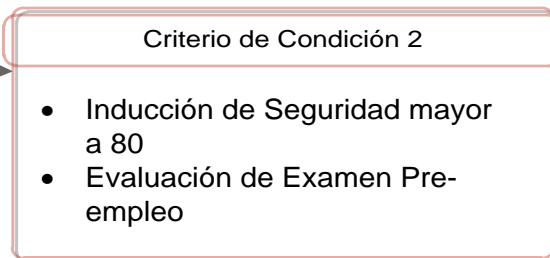 Criterio de Condición 2
• Inducción de Seguridad mayor
a 80
• Evaluación de Examen Pre-
empleo